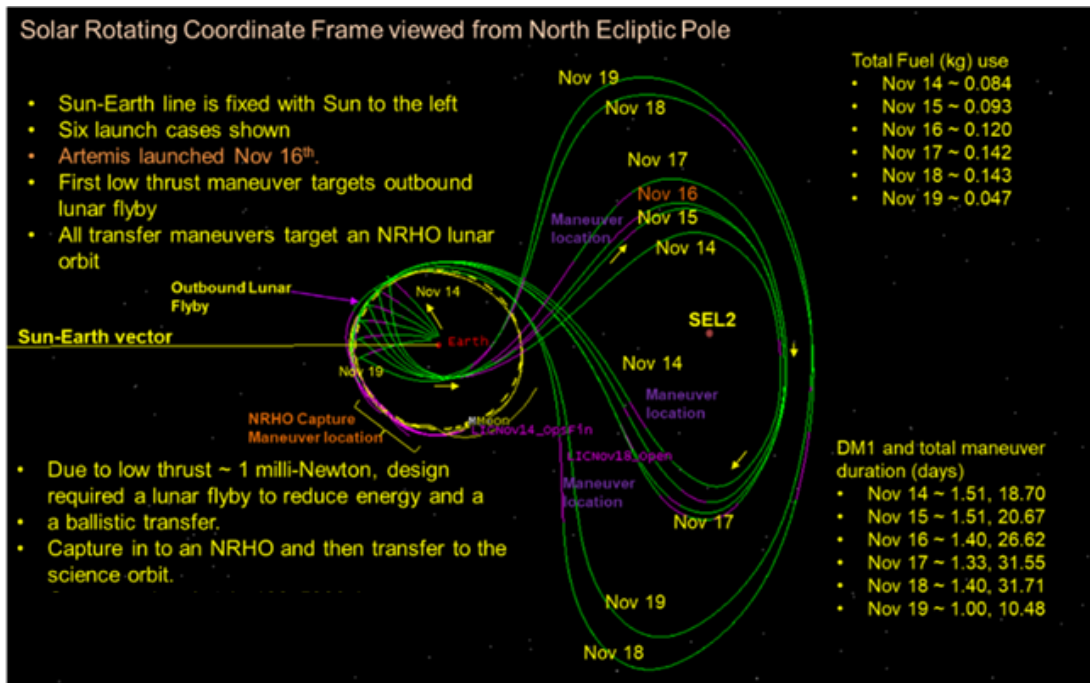 Solar Rotating Coordinate Frame viewed from North Ecliptic Pole
• Sun-Earth line is fixed with Sun to the left
• Six launch cases shown
• Artemis launched Nov 16th.
• First low thrust maneuver targets outbound
lunar flyby
• All transfer maneuvers target an NRHO lunar
orbit
Nov 19
Nov 18
Nov 17
Nov 16
Nov 15
Nov 14
Maneuver
location
Total Fuel (kg) use
• Nov 14 ~ 0.084
• Nov 15 ~ 0.093
• Nov 16 ~ 0.120
• Nov 17 ~ 0.142
• Nov 18 ~ 0.143
• Nov 19 ~ 0.047
Outbound Lunar
Flyby
Nov 14
Sun-Earth vector
Earth
Nov 19
SEL2
Nov 14
Maneuver
location
NRHO Capture
Maneuver location
Moon
LICNov14_OpsFin
LICNov18_Open
Maneuver
location
Nov 17
Nov 19
Nov 18
• Due to low thrust ~ 1 milli-Newton, design
required a lunar flyby to reduce energy and a
• a ballistic transfer.
• Capture in to an NRHO and then transfer to the
science orbit.
DM1 and total maneuver
duration (days)
• Nov 14 ~ 1.51, 18.70
• Nov 15 ~ 1.51, 20.67
• Nov 16 ~ 1.40, 26.62
• Nov 17 ~ 1.33, 31.55
• Nov 18 ~ 1.40, 31.71
• Nov 19 ~ 1.00, 10.48